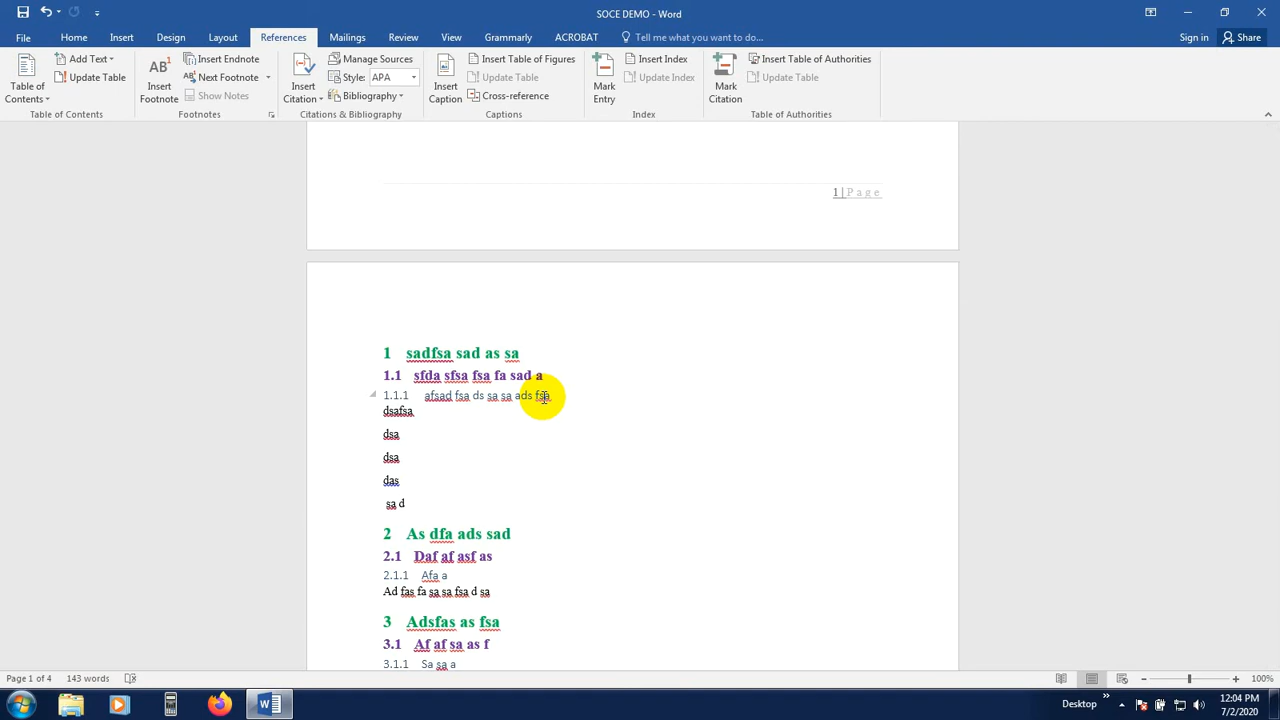 SOCE DEMO - Word
File Home Insert Design Layout References Mailings Review View Grammarly ACROBAT Tell me what you want to do... Sign in Share
Table of Contents
Add Text
Update Table
Table of Contents
AB1
Insert Footnote
Insert Endnote
Next Footnote
Show Notes
Footnotes
Insert Citation
Manage Sources
Style: APA
Bibliography
Citations & Bibliography
Insert Caption
Insert Table of Figures
Update Table
Cross-reference
Captions
Mark Entry
Insert Index
Update Index
Index
Mark Citation
Insert Table of Authorities
Update Table
Table of Authorities
1 | Page
1 sadfsa sad as sa
1.1 sfda sfsa fsa fa sad a
1.1.1 afsad fsa ds sa sa ads fsa
dsafsa
dsa
dsa
das
sa d
2 As dfa ads sad
2.1 Daf af asf as
2.1.1 Afa a
Ad fas fa sa sa fsa d sa
3 Adsfas as fsa
3.1 Af af sa as f
3.1.1 Sa sa a
Page 1 of 4 143 words 100%
Desktop 12:04 PM
7/2/2020